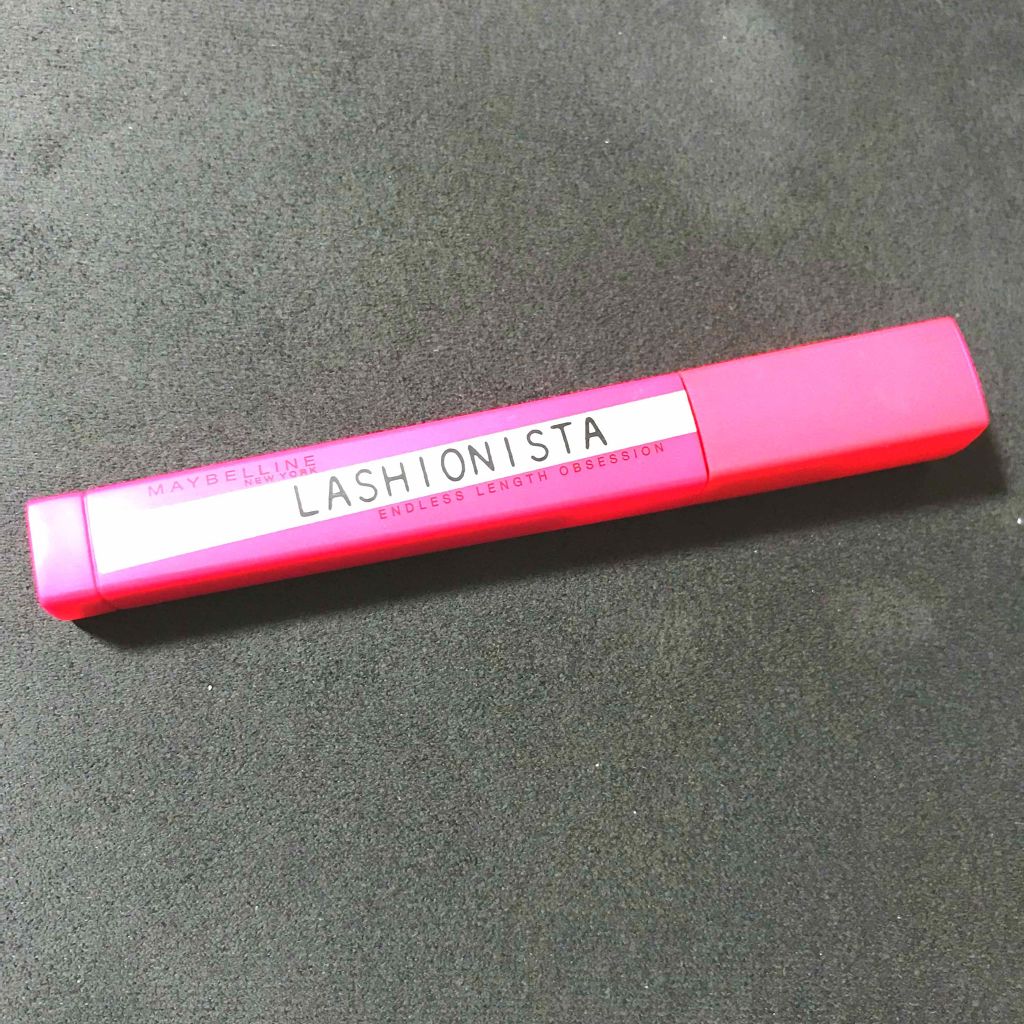 MAYBELLINE
NEW YORK
LASHIONISTA
ENDLESS LENGTH OBSESSION